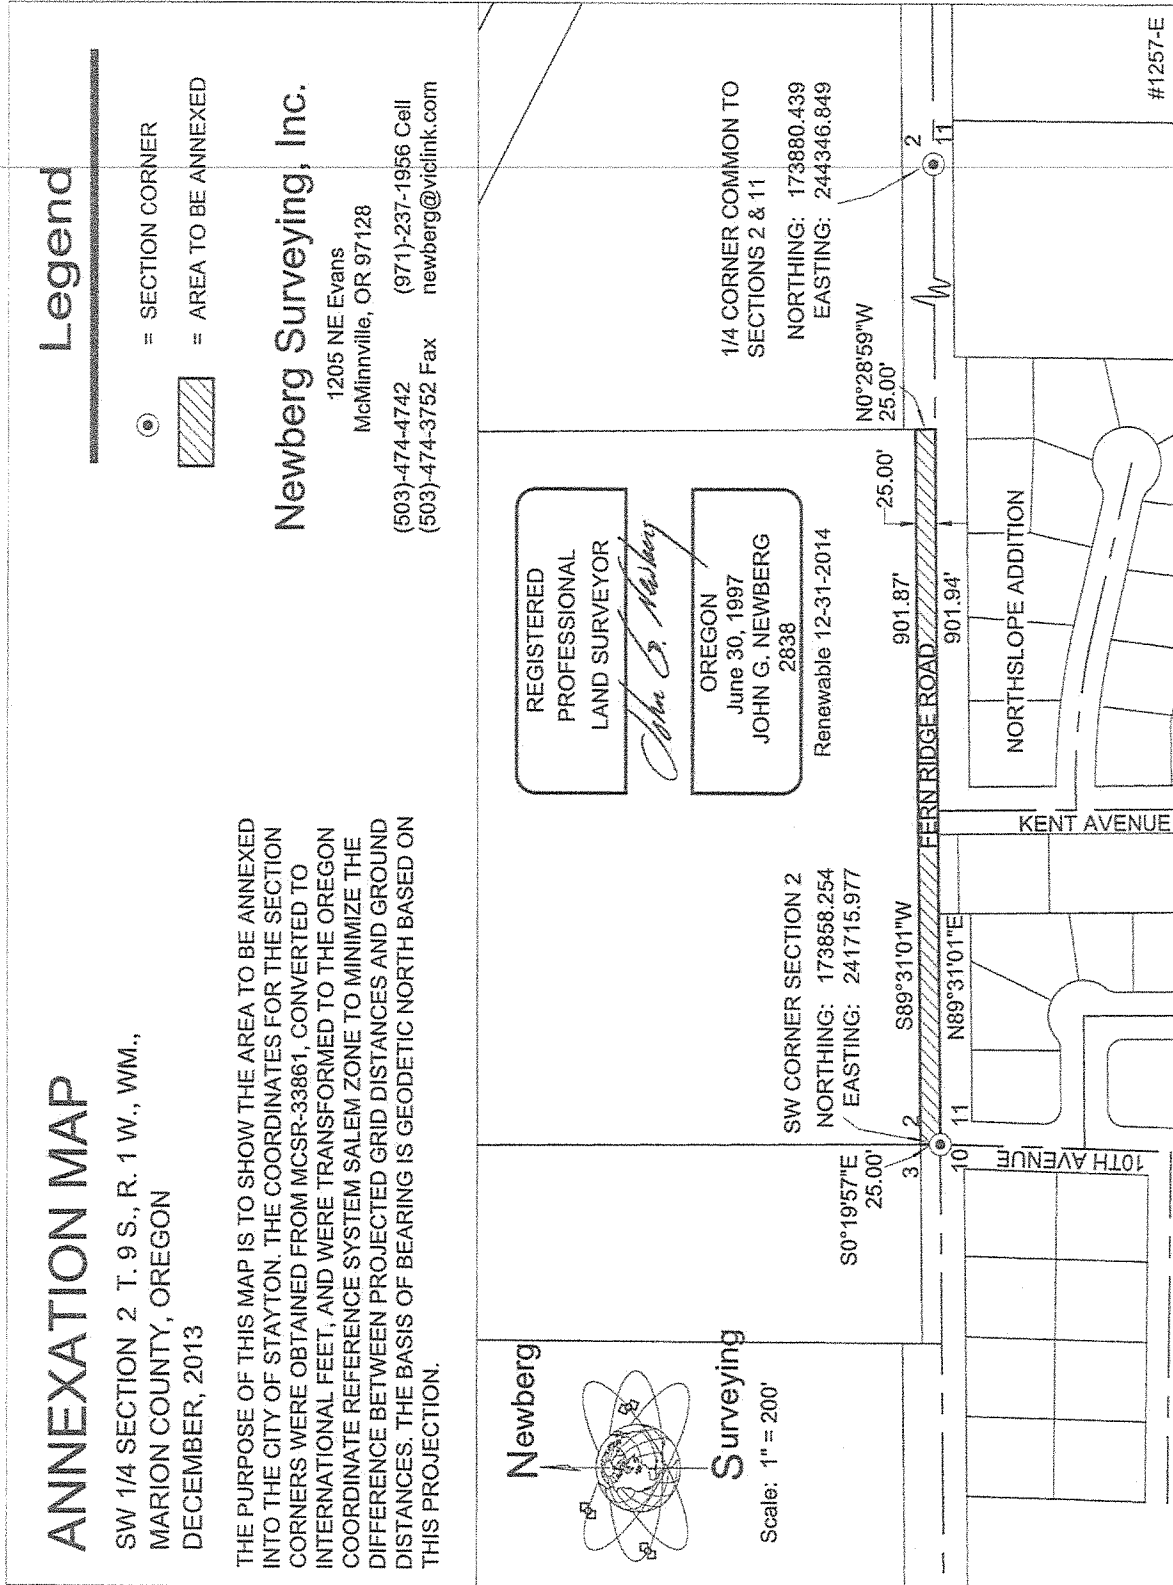 ANNEXATION MAP
SW 1/4 SECTION 2 T. 9 S., R. 1 W., WM.,
MARION COUNTY, OREGON
DECEMBER, 2013
THE PURPOSE OF THIS MAP IS TO SHOW THE AREA TO BE ANNEXED
INTO THE CITY OF STAYTON. THE COORDINATES FOR THE SECTION
CORNERS WERE OBTAINED FROM MCSR-33861, CONVERTED TO
INTERNATIONAL FEET, AND WERE TRANSFORMED TO THE OREGON
COORDINATE REFERENCE SYSTEM SALEM ZONE TO MINIMIZE THE
DIFFERENCE BETWEEN PROJECTED GRID DISTANCES AND GROUND
DISTANCES. THE BASIS OF BEARING IS GEODETIC NORTH BASED ON
THIS PROJECTION.
Legend
= SECTION CORNER
= AREA TO BE ANNEXED
Newberg Surveying, Inc.
1205 NE Evans
McMinnville, OR 97128
(503)-474-4742 (971)-237-1956 Cell
(503)-474-3752 Fax newberg@viclink.com
Newberg
Surveying
Scale: 1" = 200'
REGISTERED
PROFESSIONAL
LAND SURVEYOR
John G. Newberg
OREGON
June 30, 1997
JOHN G. NEWBERG
2838
Renewable 12-31-2014
SW CORNER SECTION 2
NORTHING: 173858.254
EASTING: 241715.977
1/4 CORNER COMMON TO
SECTIONS 2 & 11
NORTHING: 173880.439
EASTING: 244346.849
S0°19'57"E
25.00'
3
2
10
11
S89°31'01"W
901.87'
25.00'
N0°28'59"W
25.00'
2
11
FERN RIDGE ROAD
N89°31'01"E
901.94'
NORTHSLOPE ADDITION
10TH AVENUE
KENT AVENUE
#1257-E